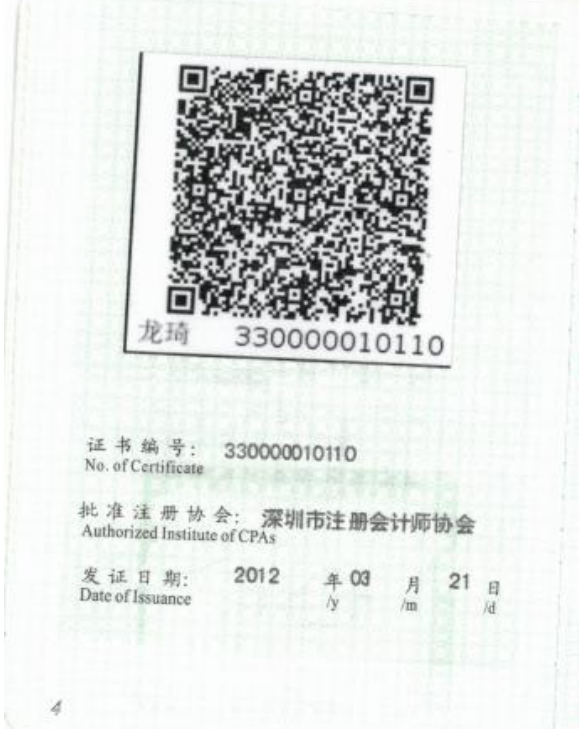 龙琦 330000010110
证书编号: 330000010110
No. of Certificate
批准注册协会: 深圳市注册会计师协会
Authorized Institute of CPAs
发证日期: 2012 年 03 月 21 日
Date of Issuance /y /m /d
4